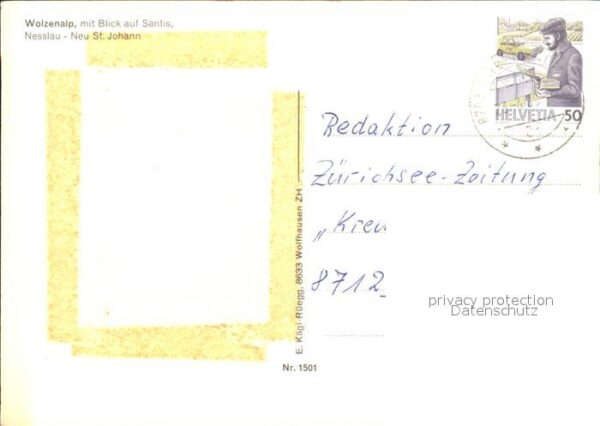 Wolzenalp, mit Blick auf Säntis,
Nesslau - Neu St. Johann
HELVETIA 50
Redaktion
Zürichsee-Zeitung
"Kreu
8712
privacy protection
Datenschutz
E. Kligl-Rüegg, 8633 Wolfhausen ZH
Nr. 1501